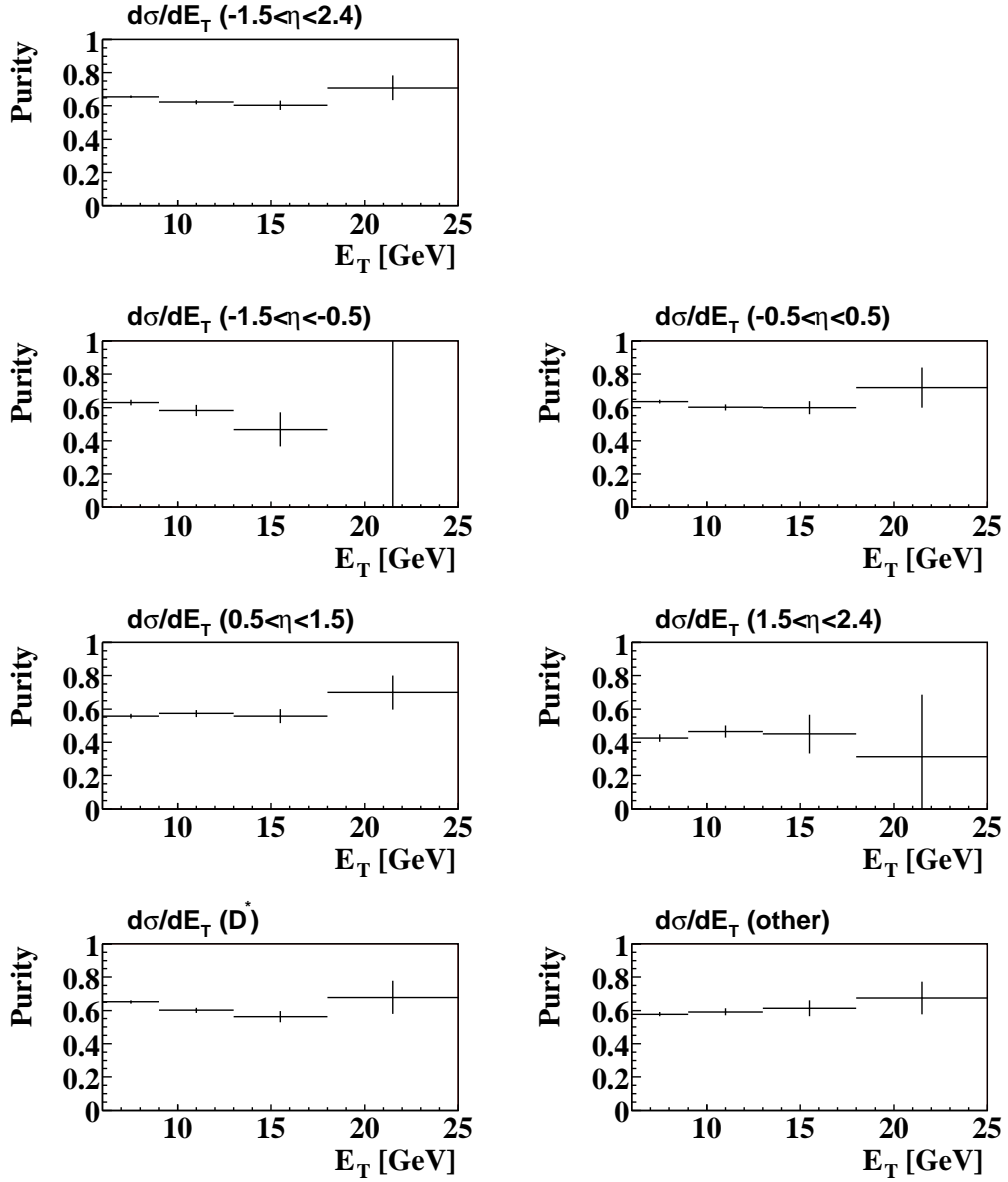 dσ/dE_T (-1.5<η<2.4)
Purity
1
0.8
0.6
0.4
0.2
0
10 15 20 25
E_T [GeV]
dσ/dE_T (-1.5<η<-0.5)
Purity
1
0.8
0.6
0.4
0.2
0
10 15 20 25
E_T [GeV]
dσ/dE_T (-0.5<η<0.5)
Purity
1
0.8
0.6
0.4
0.2
0
10 15 20 25
E_T [GeV]
dσ/dE_T (0.5<η<1.5)
Purity
1
0.8
0.6
0.4
0.2
0
10 15 20 25
E_T [GeV]
dσ/dE_T (1.5<η<2.4)
Purity
1
0.8
0.6
0.4
0.2
0
10 15 20 25
E_T [GeV]
dσ/dE_T (D*)
Purity
1
0.8
0.6
0.4
0.2
0
10 15 20 25
E_T [GeV]
dσ/dE_T (other)
Purity
1
0.8
0.6
0.4
0.2
0
10 15 20 25
E_T [GeV]